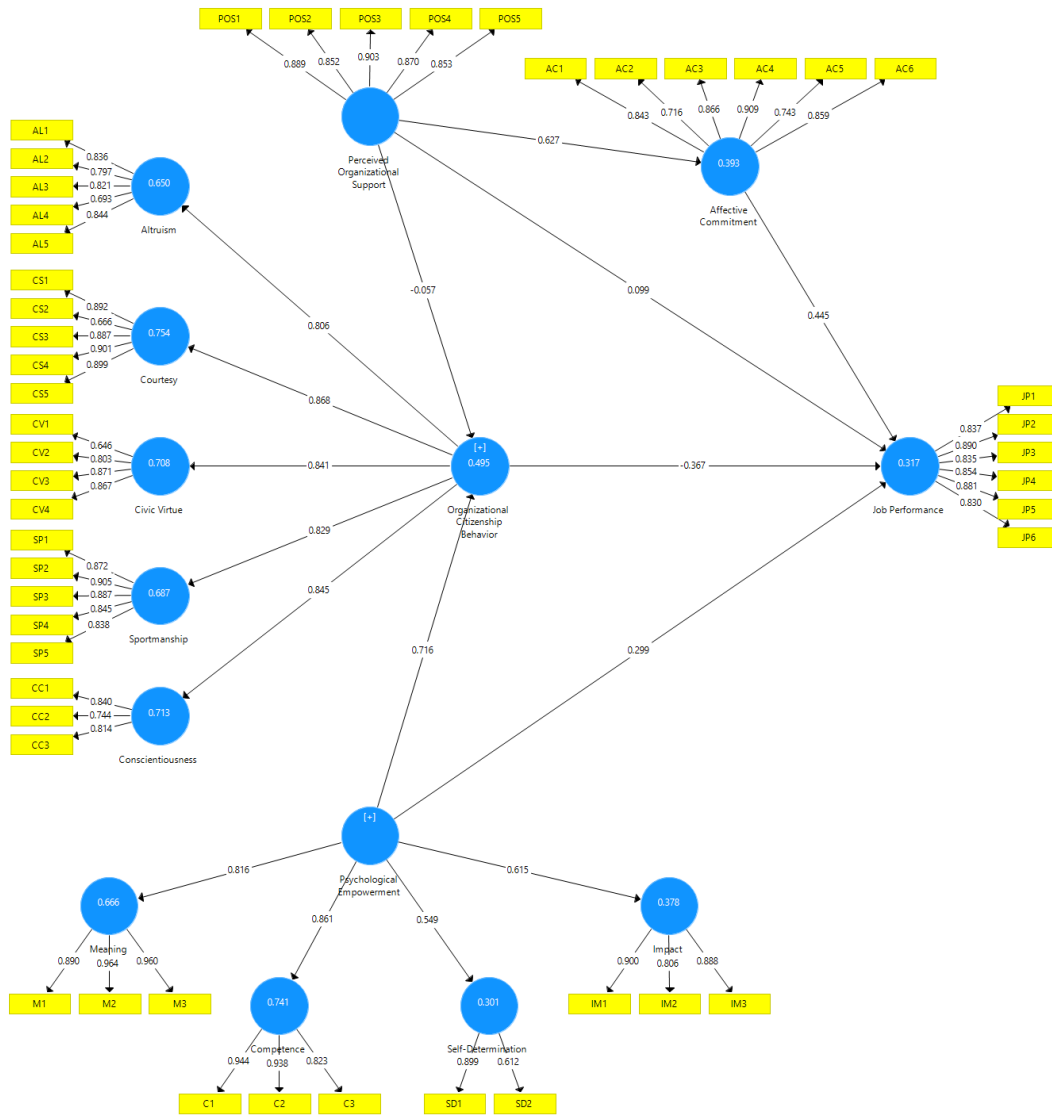 POS1 POS2 POS3 POS4 POS5
0.889 0.852 0.903 0.870 0.853
Perceived
Organizational
Support
AC1 AC2 AC3 AC4 AC5 AC6
0.843 0.716 0.866 0.909 0.743 0.859
0.393
Affective
Commitment
0.627
-0.057
0.099
0.445
AL1
AL2
AL3
AL4
AL5
0.836
0.797
0.821
0.693
0.844
0.650
Altruism
0.806
CS1
CS2
CS3
CS4
CS5
0.892
0.666
0.887
0.901
0.899
0.754
Courtesy
0.868
CV1
CV2
CV3
CV4
0.646
0.803
0.871
0.867
0.708
Civic Virtue
0.841
[+]
0.495
Organizational
Citizenship
Behavior
-0.367
0.317
Job Performance
0.837
0.890
0.835
0.854
0.881
0.830
JP1
JP2
JP3
JP4
JP5
JP6
SP1
SP2
SP3
SP4
SP5
0.872
0.905
0.887
0.845
0.838
0.687
Sportmanship
0.829
CC1
CC2
CC3
0.840
0.744
0.814
0.713
Conscientiousness
0.845
0.716
0.299
[+]
Psychological
Empowerment
0.816
0.861
0.549
0.615
0.666
Meaning
0.890 0.964 0.960
M1 M2 M3
0.378
Impact
0.900 0.806 0.888
IM1 IM2 IM3
0.741
Competence
0.944 0.938 0.823
C1 C2 C3
0.301
Self-Determination
0.899 0.612
SD1 SD2